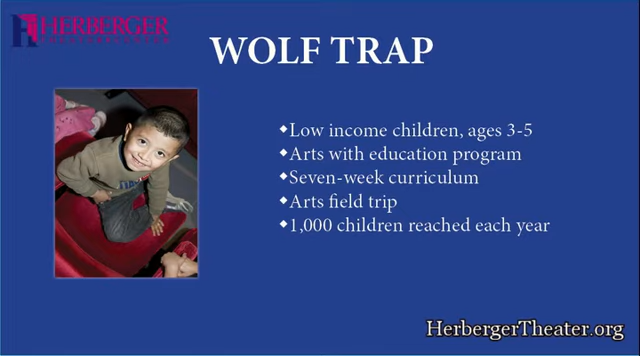 HERBERGER
WOLF TRAP
◆Low income children, ages 3-5
◆Arts with education program
◆Seven-week curriculum
◆Arts field trip
◆1,000 children reached each year
HerbergerTheater.org